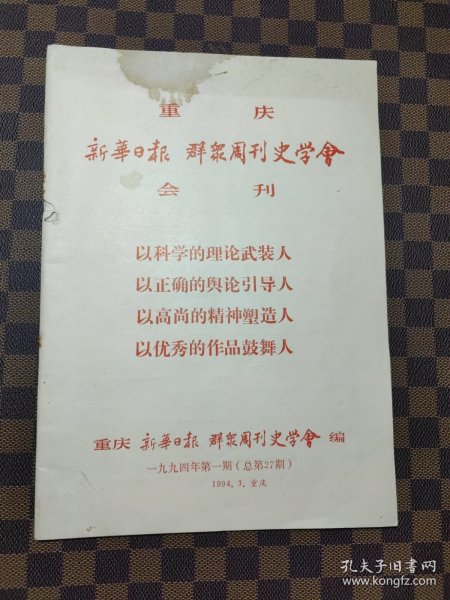 重 庆
新華日報 群衆周刊史学會
会 刊
以科学的理论武装人
以正确的舆论引导人
以高尚的精神塑造人
以优秀的作品鼓舞人
重庆 新華日報 群衆周刊史学會 编
一九九四年第一期(总第27期)
1994.3.重庆
孔夫子旧书网
www.kongfz.com